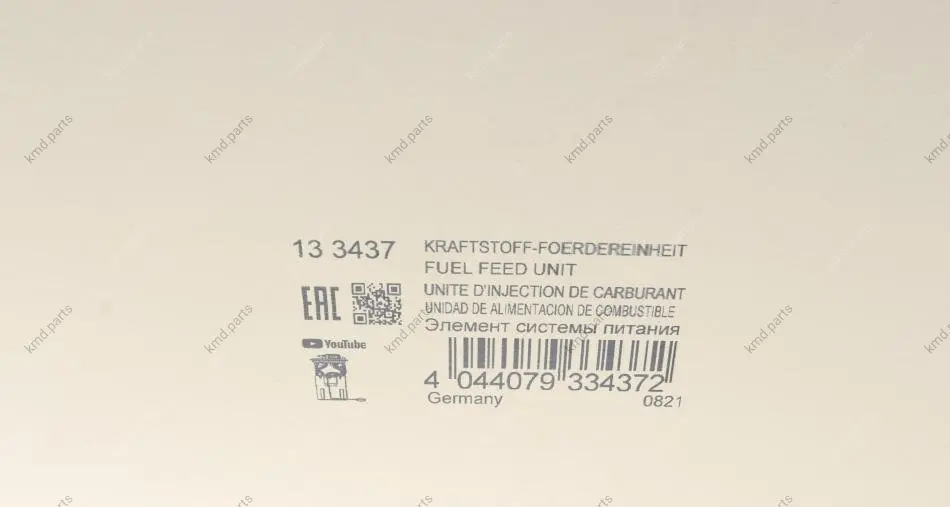 13 3437
KRAFTSTOFF-FOERDEREINHEIT
FUEL FEED UNIT
UNITE D'INJECTION DE CARBURANT
UNIDAD DE ALIMENTACION DE COMBUSTIBLE
Элемент системы питания
EAC
YouTube
4 044079 334372
Germany
0821
kmd.parts
kmd.parts
kmd.parts
kmd.parts
kmd.parts
kmd.parts
kmd.parts
kmd.parts
kmd.parts